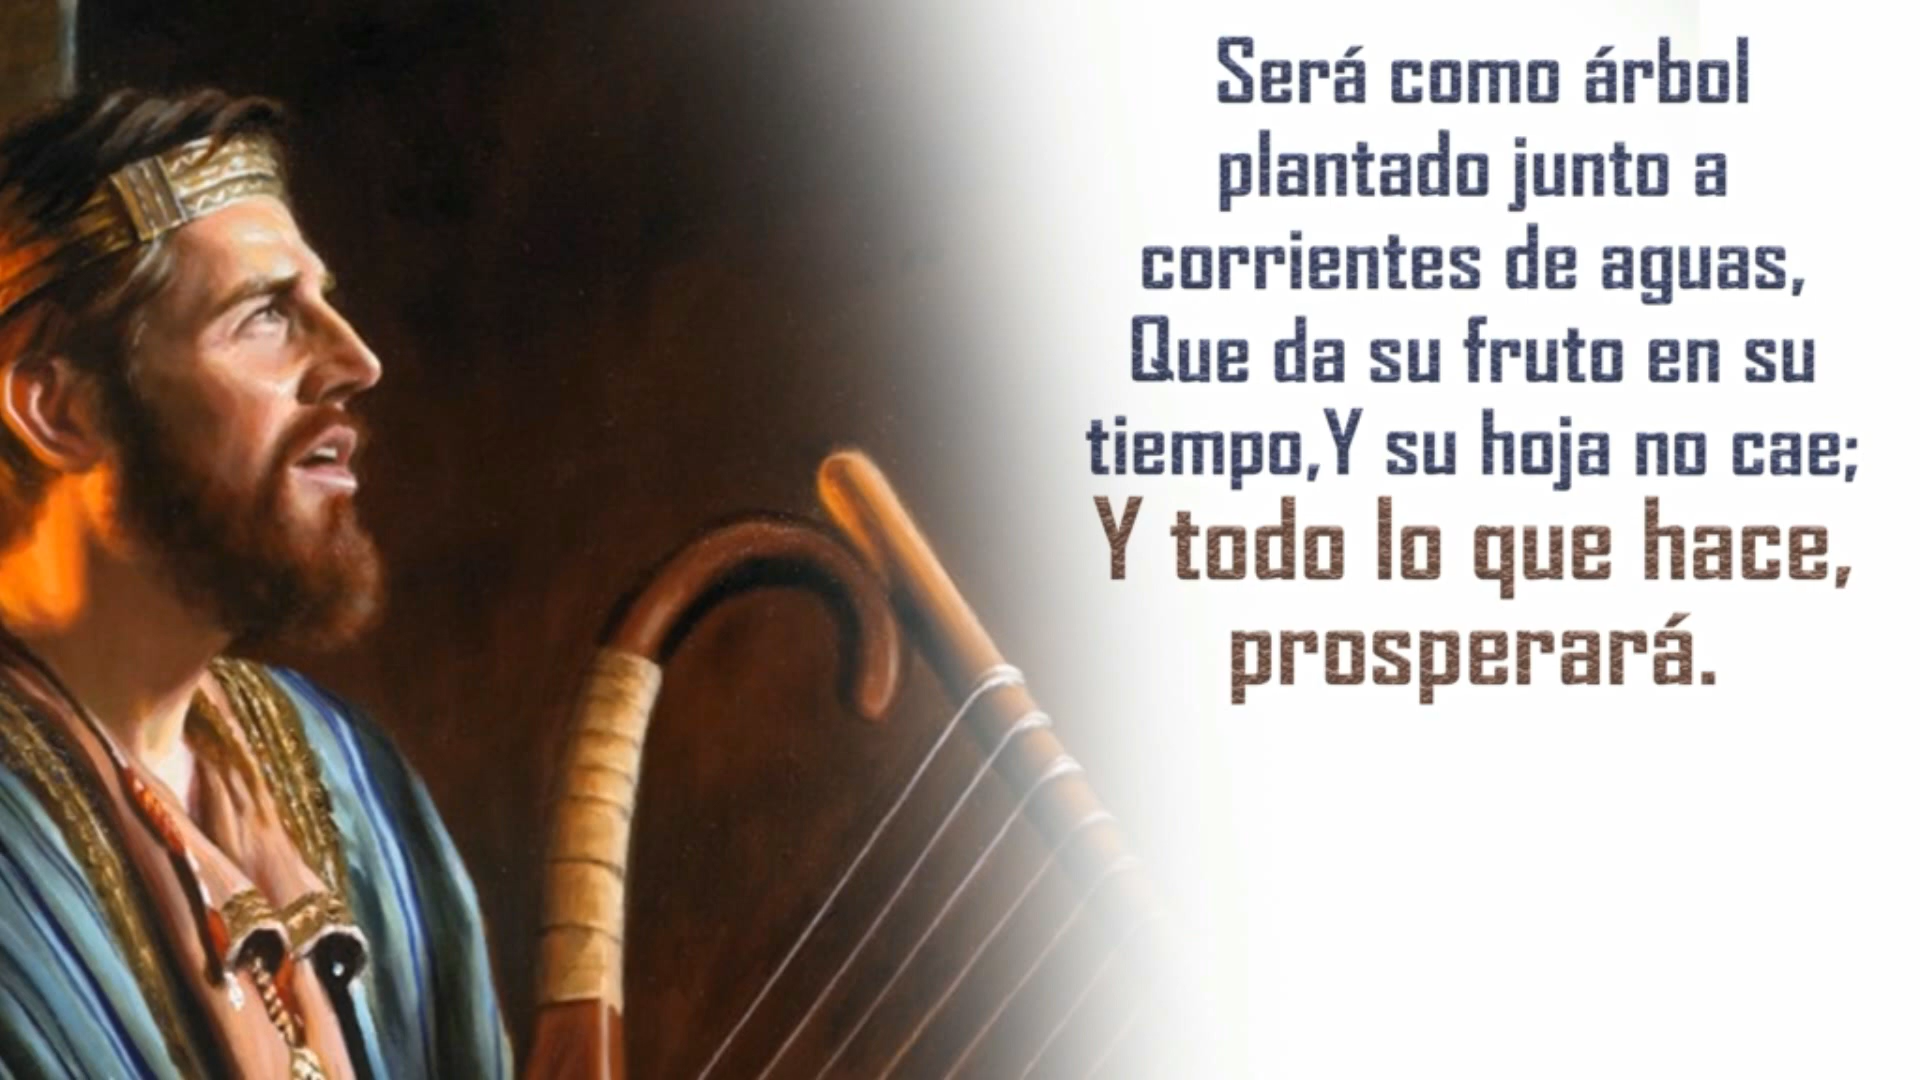 Será como árbol
plantado junto a
corrientes de aguas,
Que da su fruto en su
tiempo,Y su hoja no cae;
Y todo lo que hace,
prosperará.